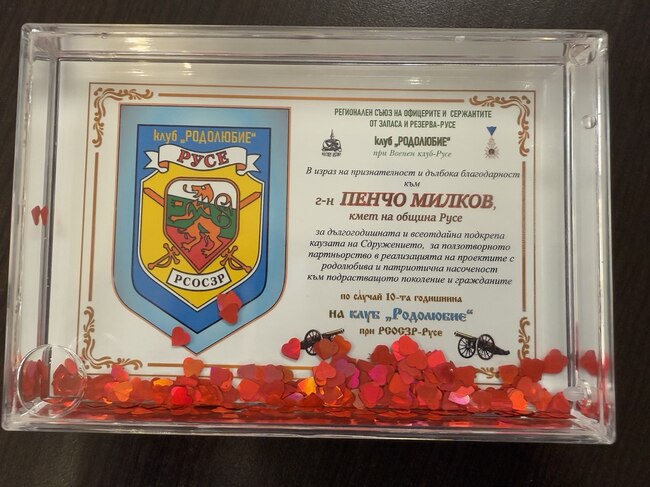 клуб „РОДОЛЮБИЕ"
РУСЕ
РСОСЗР
РЕГИОНАЛЕН СЪЮЗ НА ОФИЦЕРИТЕ И СЕРЖАНТИТЕ
ОТ ЗАПАСА И РЕЗЕРВА-РУСЕ
клуб „РОДОЛЮБИЕ"
при Военен клуб-Русе
В израз на признателност и дълбока благодарност
към
г-н ПЕНЧО МИЛКОВ,
кмет на община Русе
за дългогодишната и всеотдайна подкрепа
каузата на Сдружението, за ползотворното
партньорство в реализацията на проектите с
родолюбива и патриотична насоченост
към подрастващото поколение и гражданите
по случай 10-та годишнина
на клуб „Родолюбие"
при РСОСЗР-Русе